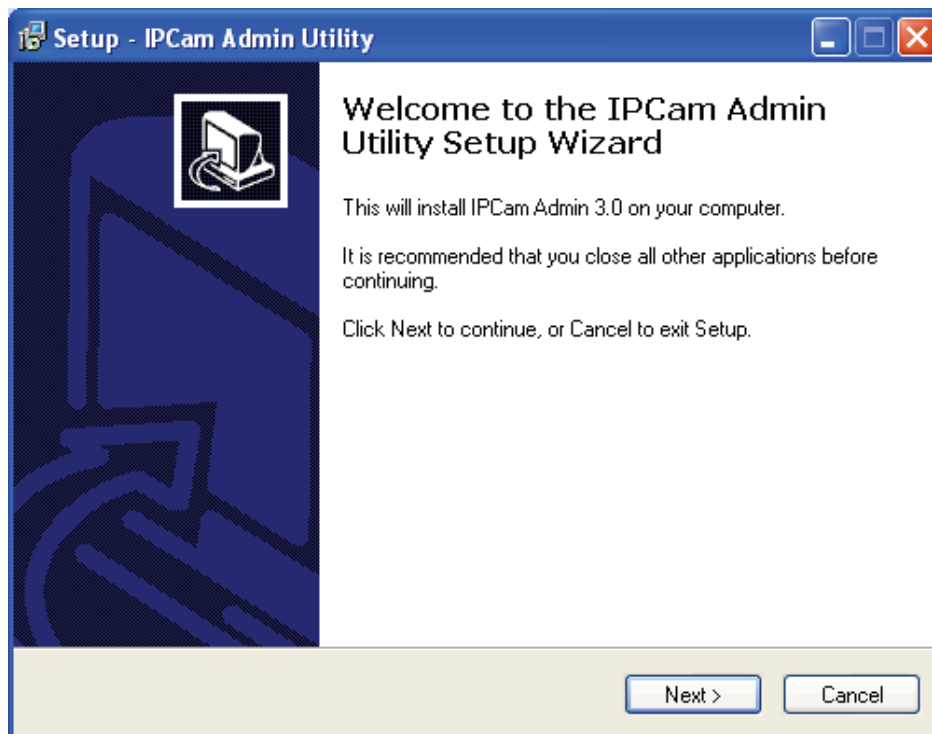 Setup - IPCam Admin Utility
Welcome to the IPCam Admin
Utility Setup Wizard
This will install IPCam Admin 3.0 on your computer.
It is recommended that you close all other applications before
continuing.
Click Next to continue, or Cancel to exit Setup.
Next >
Cancel